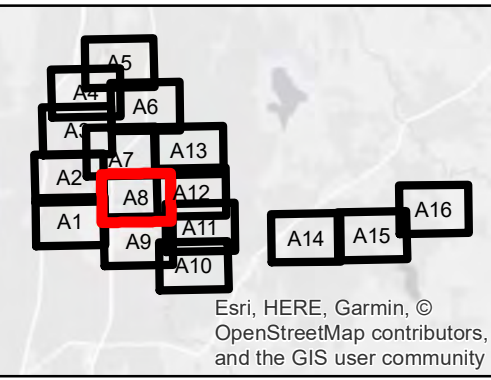 A5
A4
A6
A3
A7
A13
A2
A8
A12
A1
A9
A11
A10
A14
A15
A16
Esri, HERE, Garmin, ©
OpenStreetMap contributors,
and the GIS user community